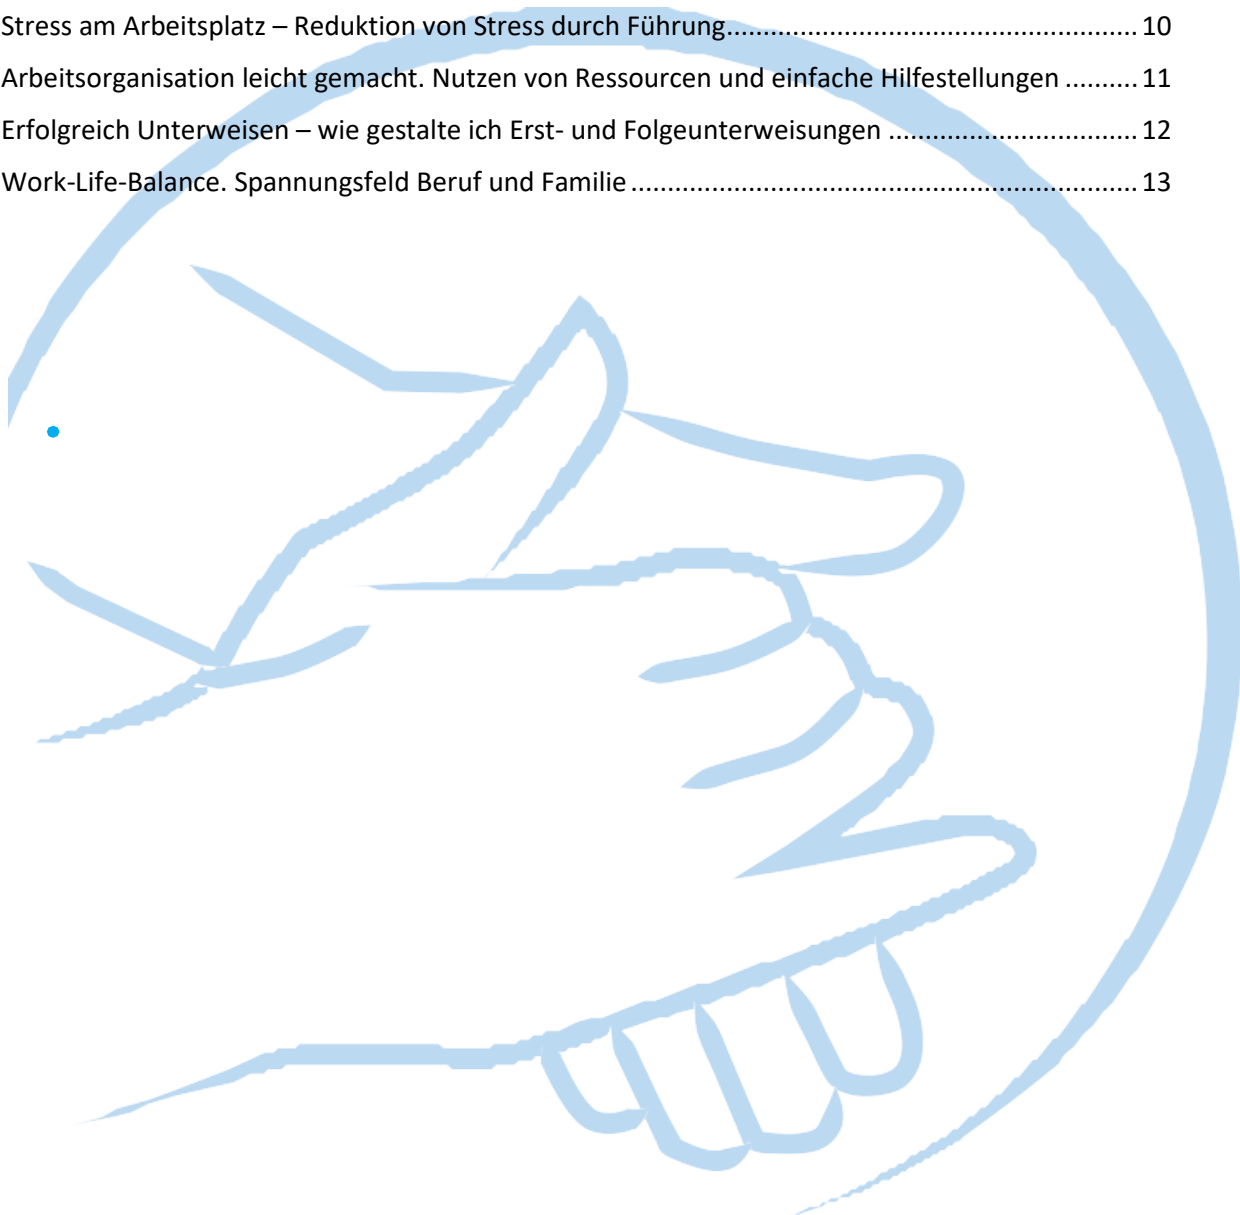 Stress am Arbeitsplatz – Reduktion von Stress durch Führung.......................................................... 10
Arbeitsorganisation leicht gemacht. Nutzen von Ressourcen und einfache Hilfestellungen .......... 11
Erfolgreich Unterweisen – wie gestalte ich Erst- und Folgeunterweisungen ................................... 12
Work-Life-Balance. Spannungsfeld Beruf und Familie ....................................................................... 13